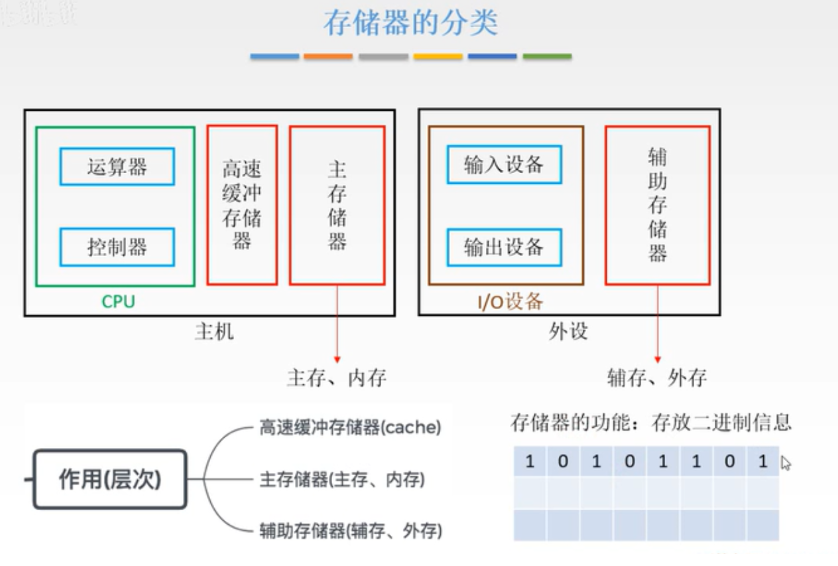 存储器的分类
运算器
控制器
CPU
高速
缓冲
存储
器
主
存
储
器
主机
输入设备
输出设备
I/O设备
辅
助
存
储
器
外设
主存、内存
辅存、外存
作用(层次)
高速缓冲存储器(cache)
主存储器(主存、内存)
辅助存储器(辅存、外存)
存储器的功能：存放二进制信息
1 0 1 0 1 1 0 1